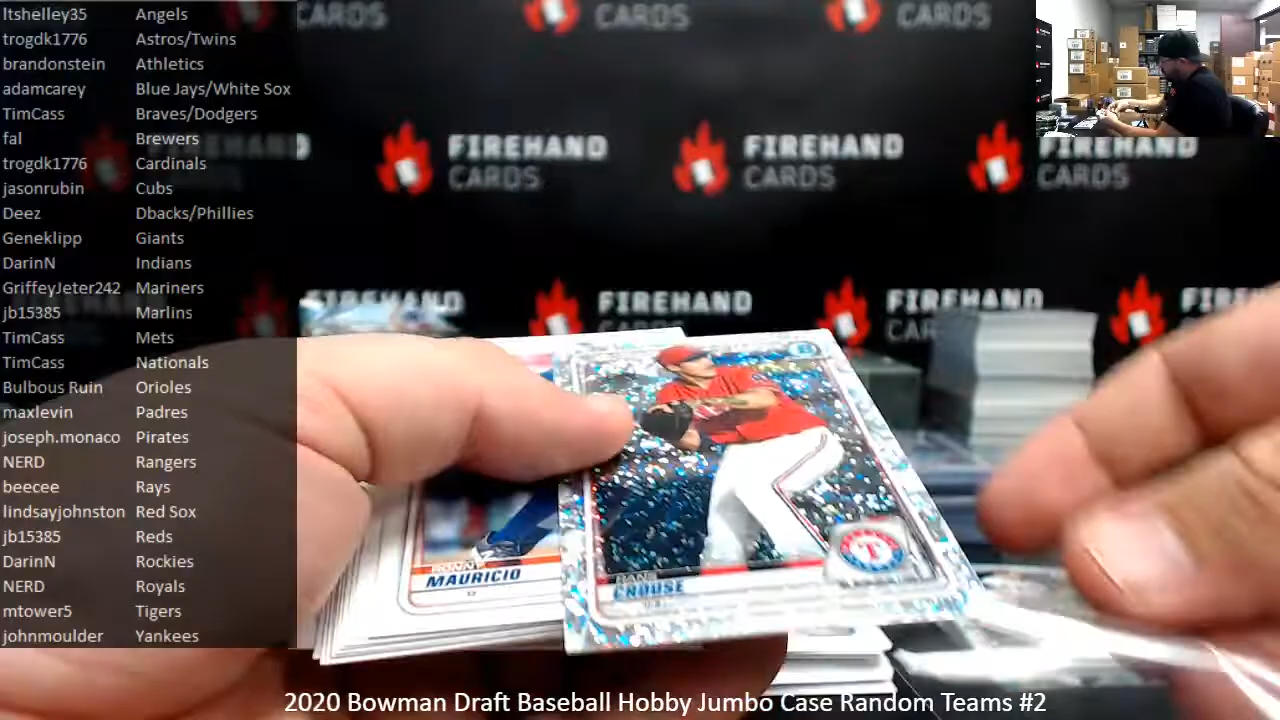 ltshelley35 Angels
trogdk1776 Astros/Twins
brandonstein Athletics
adamcarey Blue Jays/White Sox
TimCass Braves/Dodgers
fal Brewers
trogdk1776 Cardinals
jasonrubin Cubs
Deez Dbacks/Phillies
Geneklipp Giants
DarinN Indians
GriffeyJeter242 Mariners
jb15385 Marlins
TimCass Mets
TimCass Nationals
Bulbous Ruin Orioles
maxlevin Padres
joseph.monaco Pirates
NERD Rangers
beecee Rays
lindsayjohnston Red Sox
jb15385 Reds
DarinN Rockies
NERD Royals
mtower5 Tigers
johnmoulder Yankees
CARDS
CARDS
CARDS
FIREHAND
CARDS
FIREHAND
CARDS
FIREHAND
CARDS
FIREHAND
FIREHAND
CARDS
FIREHAND
RONNY
MAURICIO
HANS
CROUSE
T
2020 Bowman Draft Baseball Hobby Jumbo Case Random Teams #2